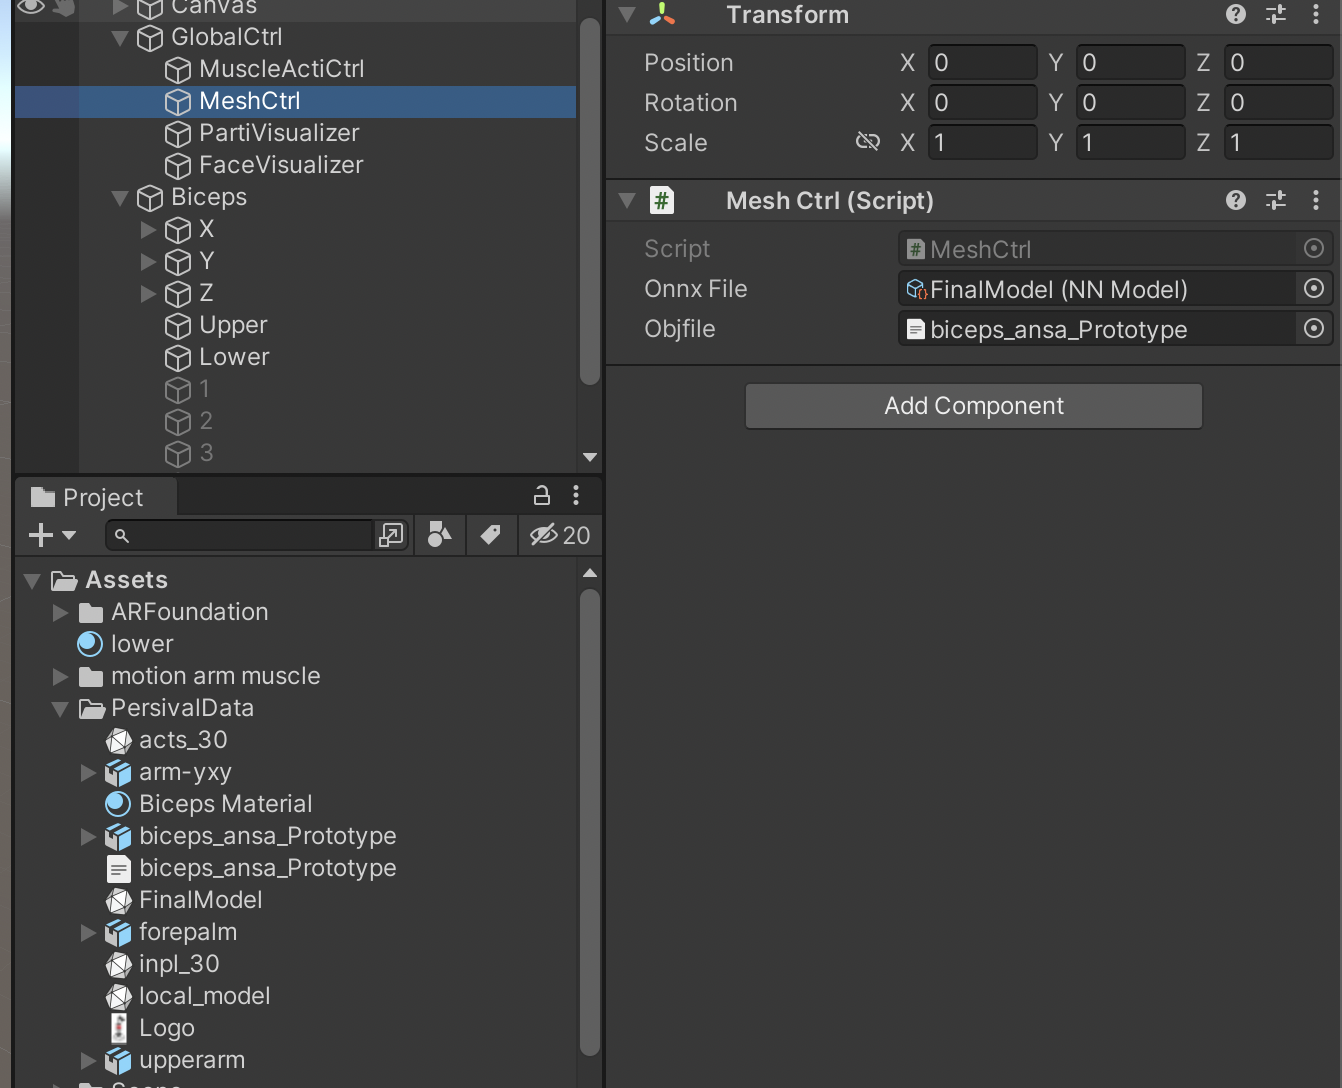 Canvas
GlobalCtrl
MuscleActiCtrl
MeshCtrl
PartiVisualizer
FaceVisualizer
Biceps
X
Y
Z
Upper
Lower
1
2
3
Project
20
Assets
ARFoundation
lower
motion arm muscle
PersivalData
acts_30
arm-yxy
Biceps Material
biceps_ansa_Prototype
biceps_ansa_Prototype
FinalModel
forepalm
inpl_30
local_model
Logo
upperarm
Transform
Position X 0 Y 0 Z 0
Rotation X 0 Y 0 Z 0
Scale X 1 Y 1 Z 1
# Mesh Ctrl (Script)
Script # MeshCtrl
Onnx File FinalModel (NN Model)
Objfile biceps_ansa_Prototype
Add Component